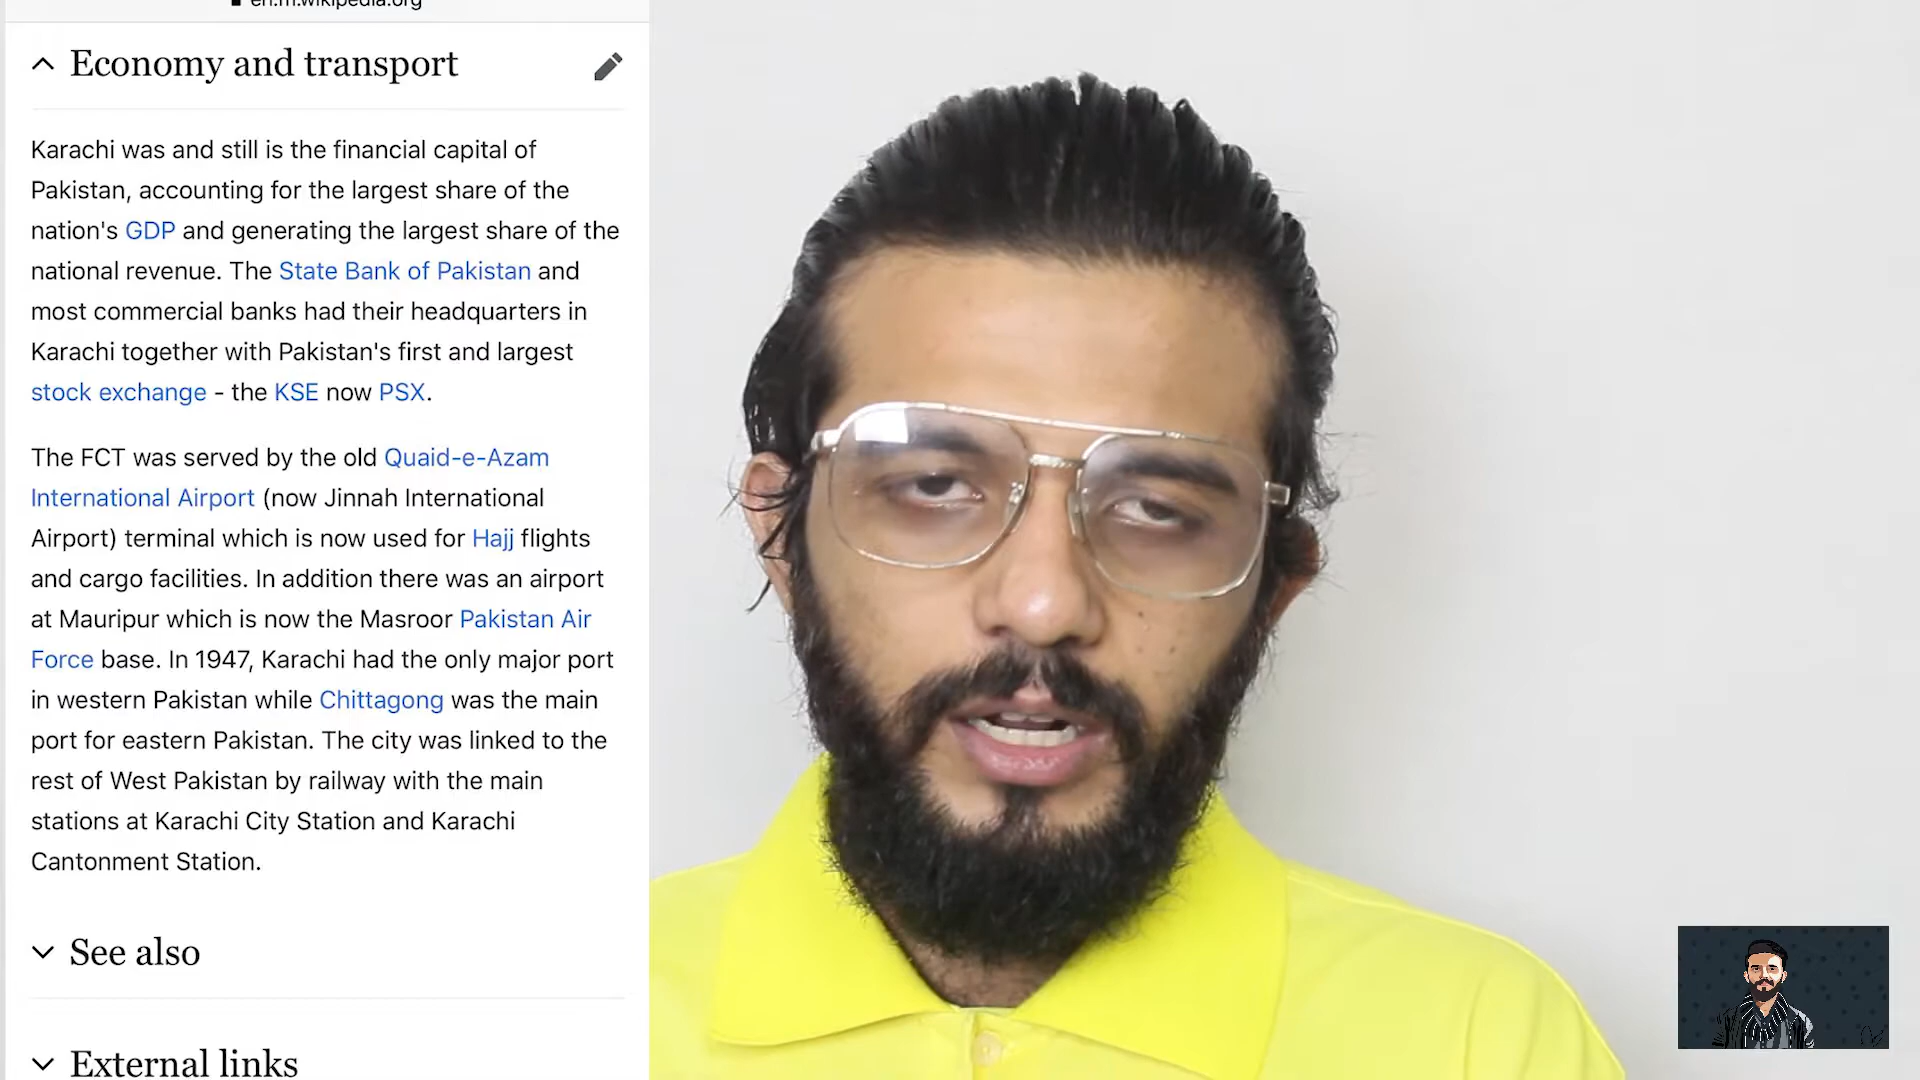 en.m.wikipedia.org
Economy and transport
Karachi was and still is the financial capital of
Pakistan, accounting for the largest share of the
nation's GDP and generating the largest share of the
national revenue. The State Bank of Pakistan and
most commercial banks had their headquarters in
Karachi together with Pakistan's first and largest
stock exchange - the KSE now PSX.
The FCT was served by the old Quaid-e-Azam
International Airport (now Jinnah International
Airport) terminal which is now used for Hajj flights
and cargo facilities. In addition there was an airport
at Mauripur which is now the Masroor Pakistan Air
Force base. In 1947, Karachi had the only major port
in western Pakistan while Chittagong was the main
port for eastern Pakistan. The city was linked to the
rest of West Pakistan by railway with the main
stations at Karachi City Station and Karachi
Cantonment Station.
See also
External links